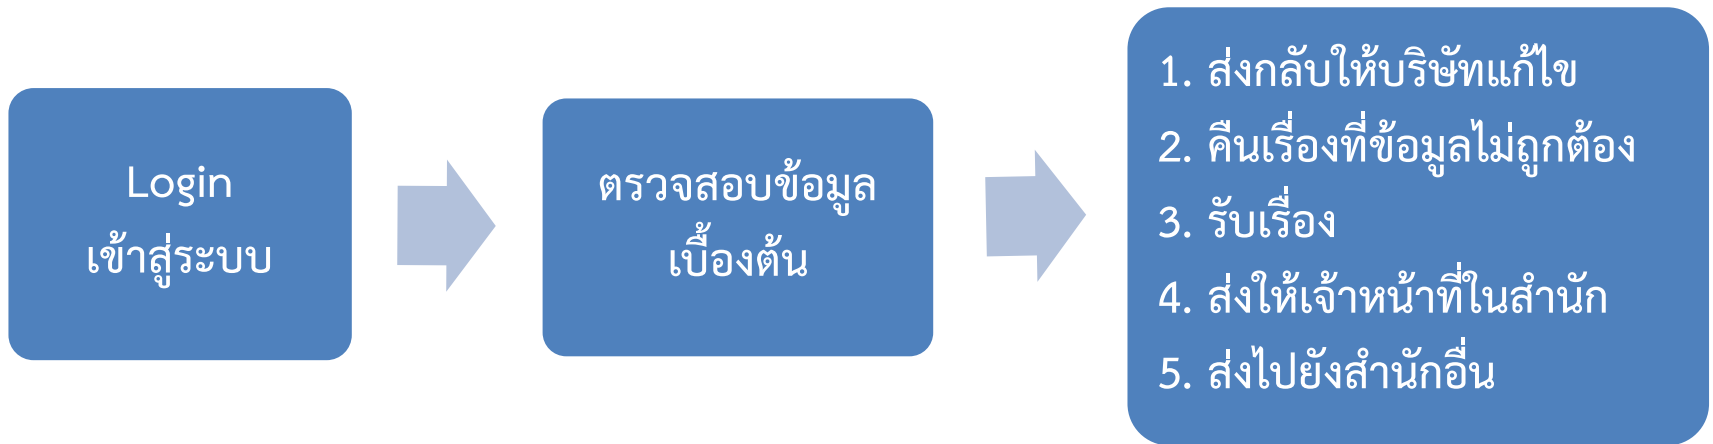 Login
เข้าสู่ระบบ
ตรวจสอบข้อมูล
เบื้องต้น
1. ส่งกลับให้บริษัทแก้ไข
2. คืนเรื่องที่ข้อมูลไม่ถูกต้อง
3. รับเรื่อง
4. ส่งให้เจ้าหน้าที่ในสำนัก
5. ส่งไปยังสำนักอื่น